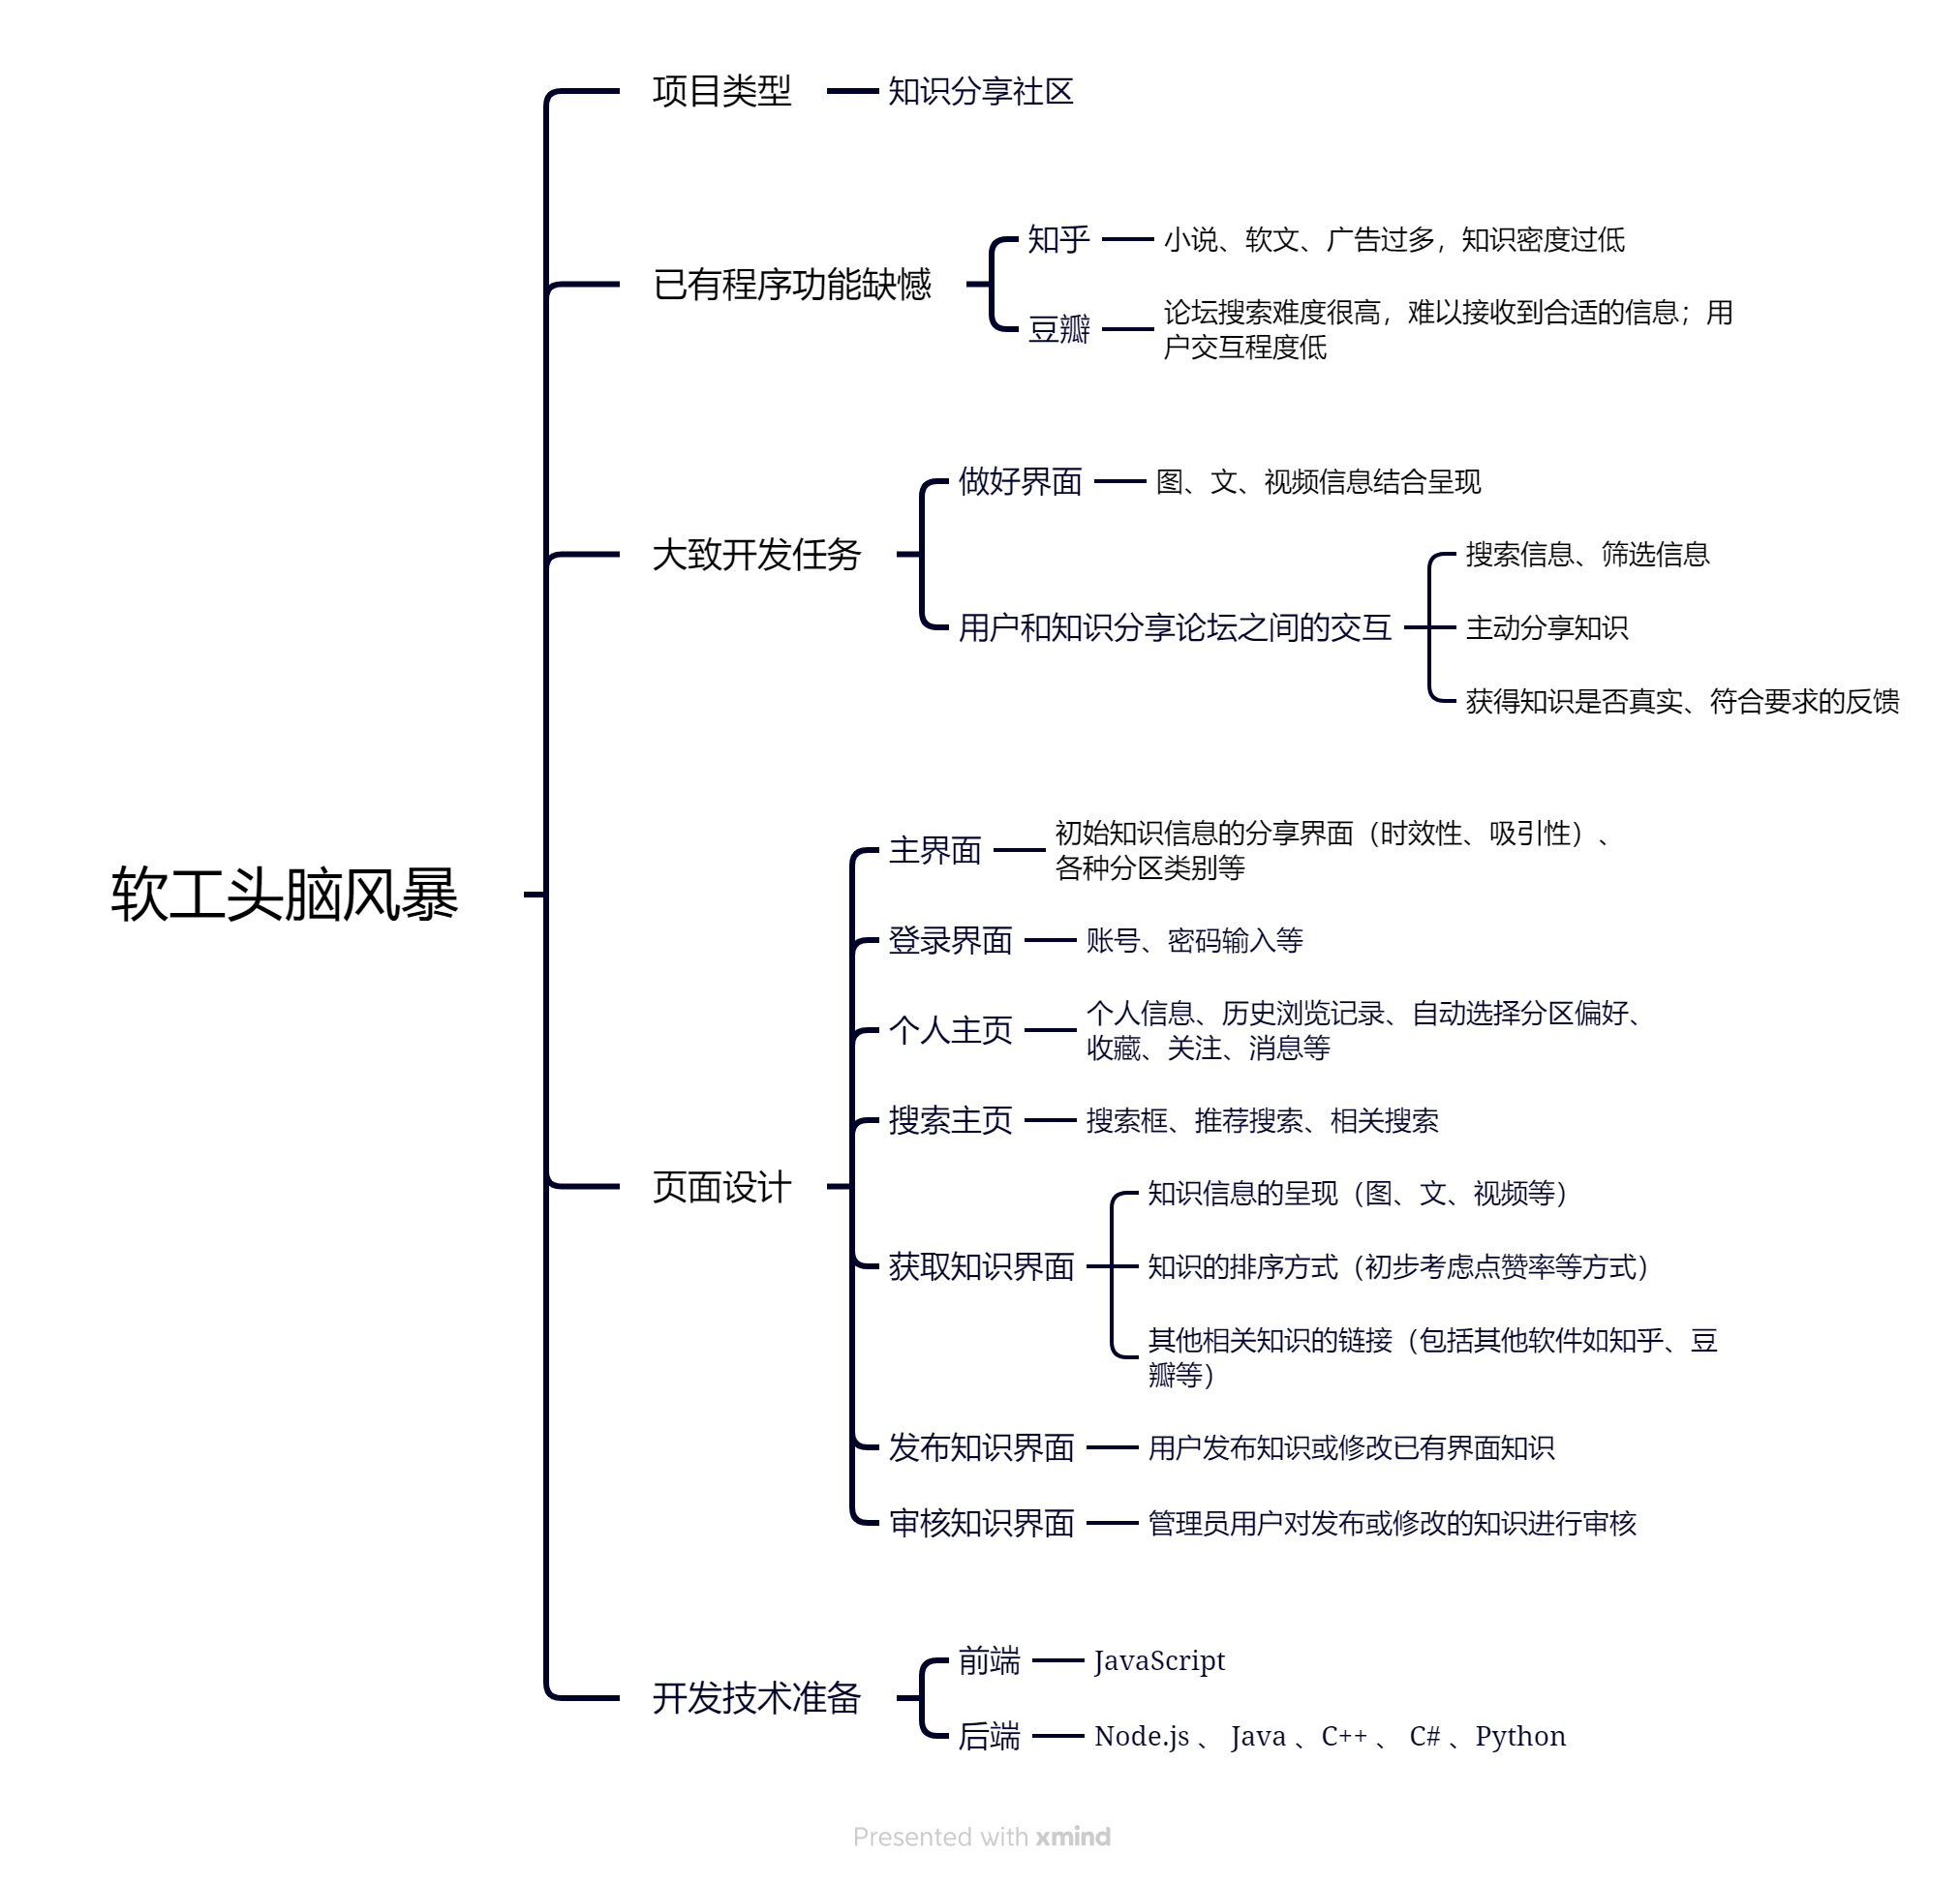 项目类型
知识分享社区
已有程序功能缺憾
知乎
小说、软文、广告过多，知识密度过低
豆瓣
论坛搜索难度很高，难以接收到合适的信息；用
户交互程度低
大致开发任务
做好界面
图、文、视频信息结合呈现
用户和知识分享论坛之间的交互
搜索信息、筛选信息
主动分享知识
获得知识是否真实、符合要求的反馈
软工头脑风暴
页面设计
主界面
初始知识信息的分享界面（时效性、吸引性）、
各种分区类别等
登录界面
账号、密码输入等
个人主页
个人信息、历史浏览记录、自动选择分区偏好、
收藏、关注、消息等
搜索主页
搜索框、推荐搜索、相关搜索
获取知识界面
知识信息的呈现（图、文、视频等）
知识的排序方式（初步考虑点赞率等方式）
其他相关知识的链接（包括其他软件如知乎、豆
瓣等）
发布知识界面
用户发布知识或修改已有界面知识
审核知识界面
管理员用户对发布或修改的知识进行审核
开发技术准备
前端
JavaScript
后端
Node.js 、 Java 、C++ 、 C# 、Python
Presented with xmind